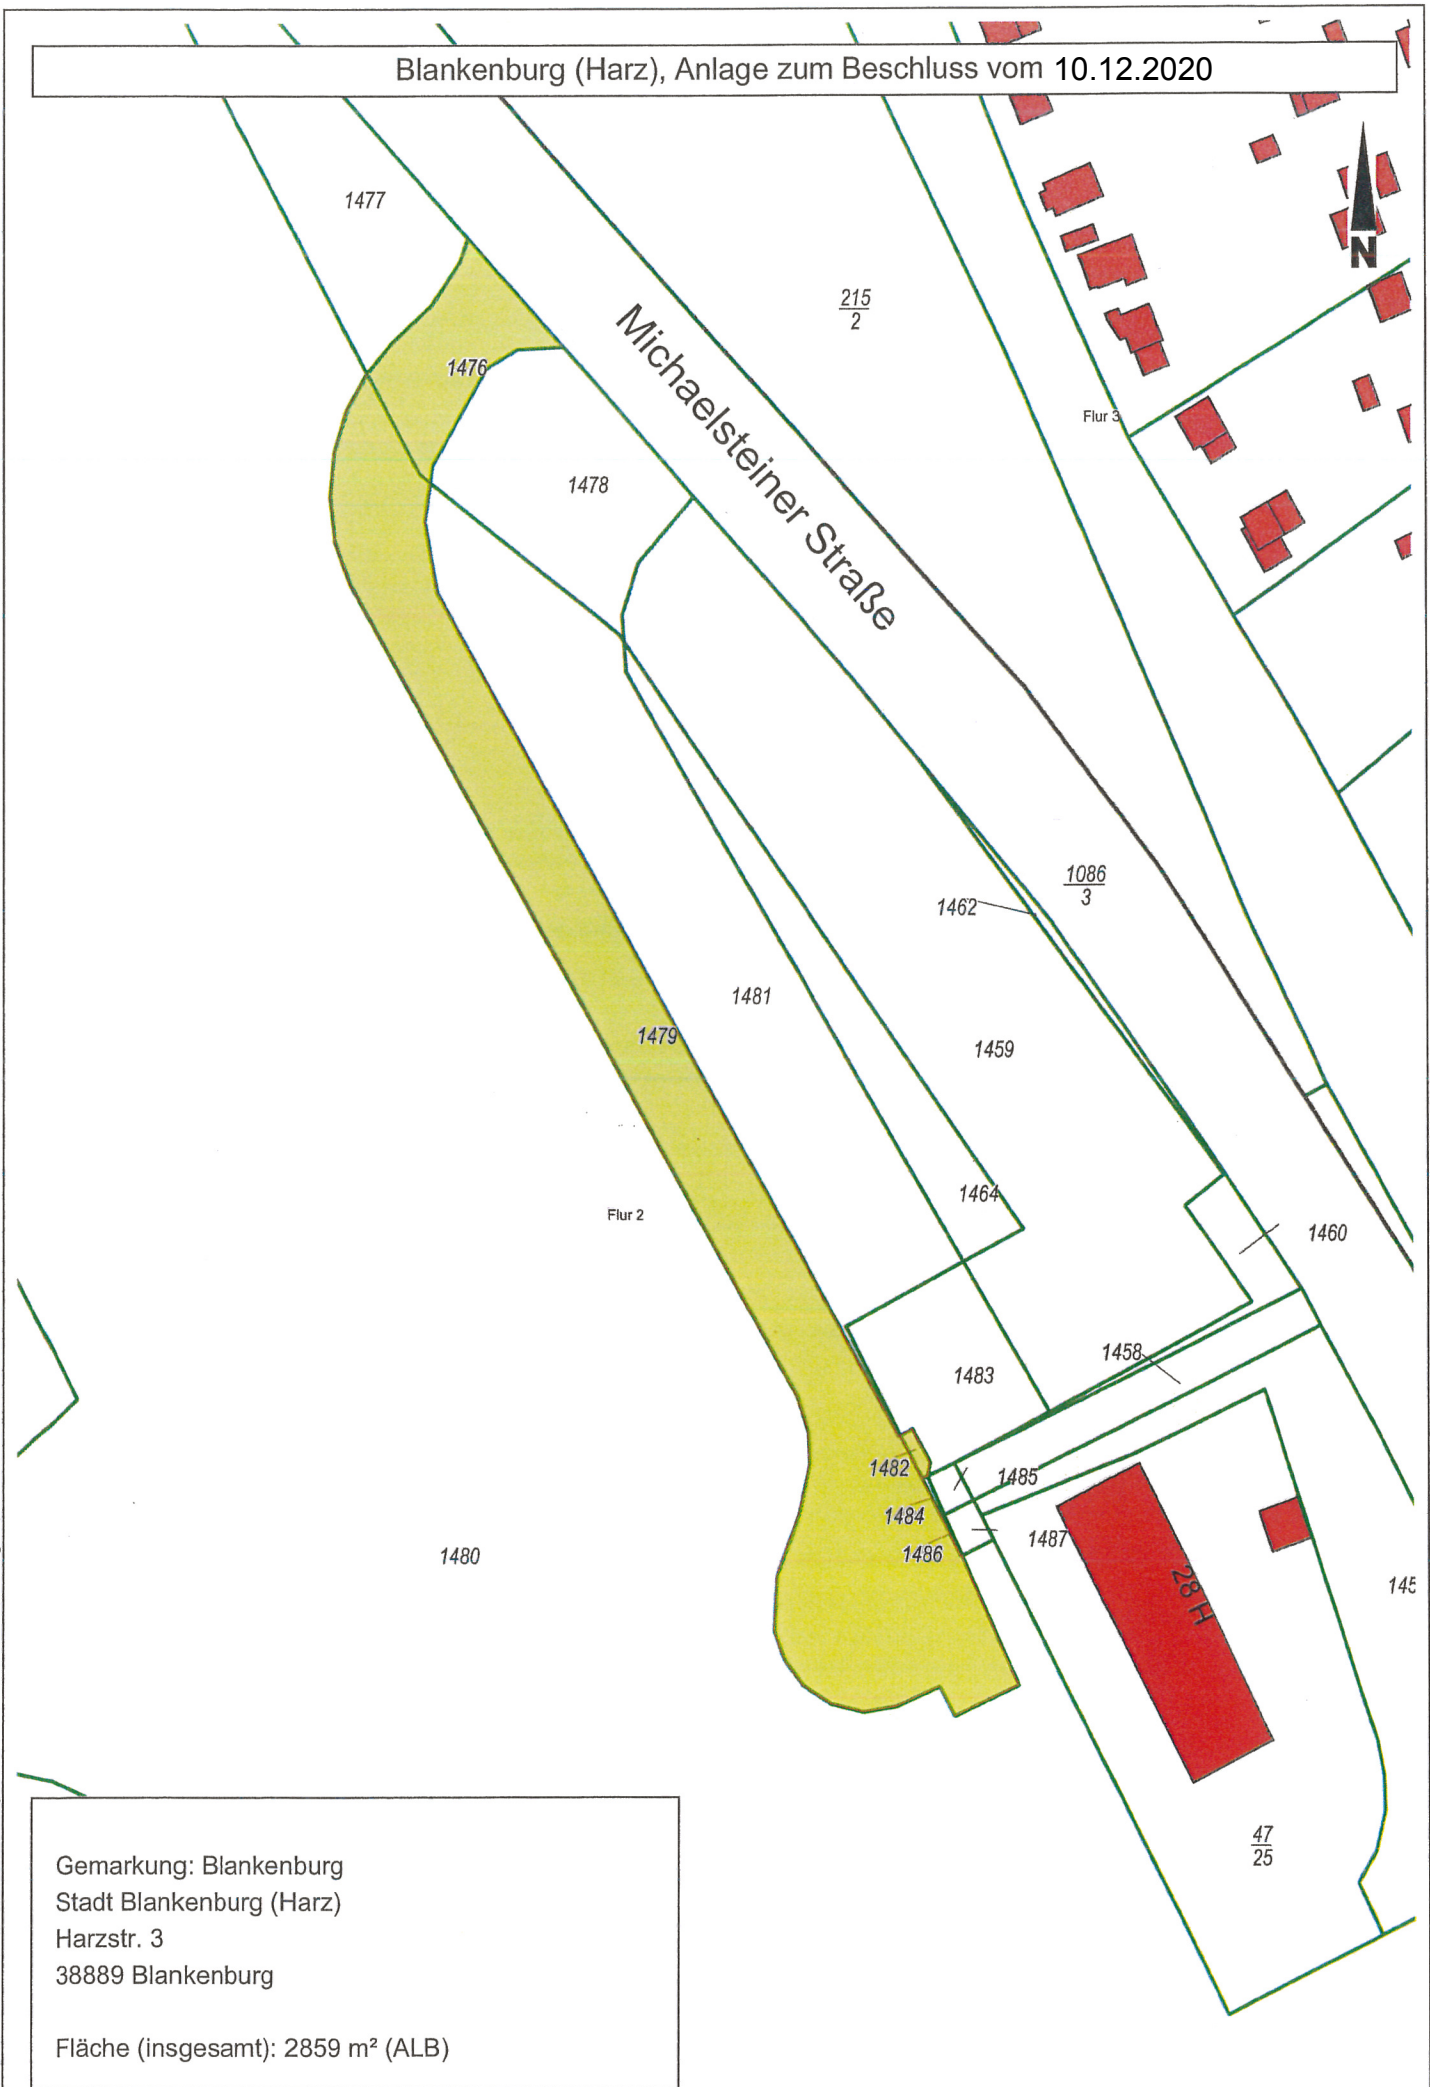 Blankenburg (Harz), Anlage zum Beschluss vom 10.12.2020
1477
N
215
2
1476
Michaelsteiner Straße
Flur 3
1478
1086
3
1462
1481
1479
1459
1464
Flur 2
1460
1458
1483
1482
1485
1484
1487
1486
1480
28 H
145
47
25
Gemarkung: Blankenburg
Stadt Blankenburg (Harz)
Harzstr. 3
38889 Blankenburg
Fläche (insgesamt): 2859 m² (ALB)